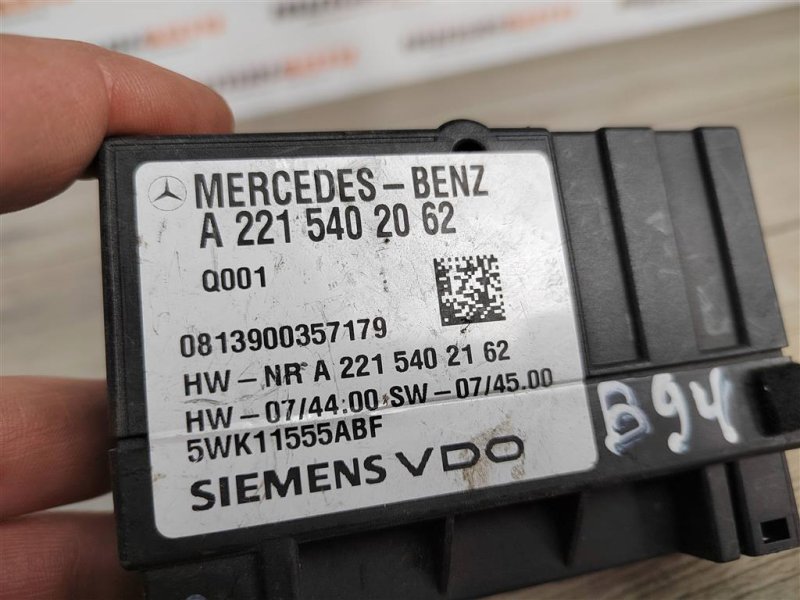 MERCEDES-BENZ
A 221 540 20 62
Q001
0813900357179
HW-NR A 221 540 21 62
HW-07/44.00 SW-07/45.00
5WK11555ABF
SIEMENS VDO
B94